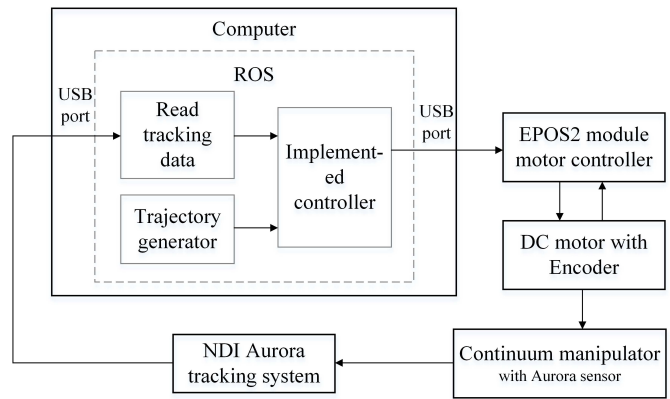 Computer
ROS
USB
port
Read
tracking
data
Trajectory
generator
Implement-
ed
controller
USB
port
EPOS2 module
motor controller
DC motor with
Encoder
Continuum manipulator
with Aurora sensor
NDI Aurora
tracking system